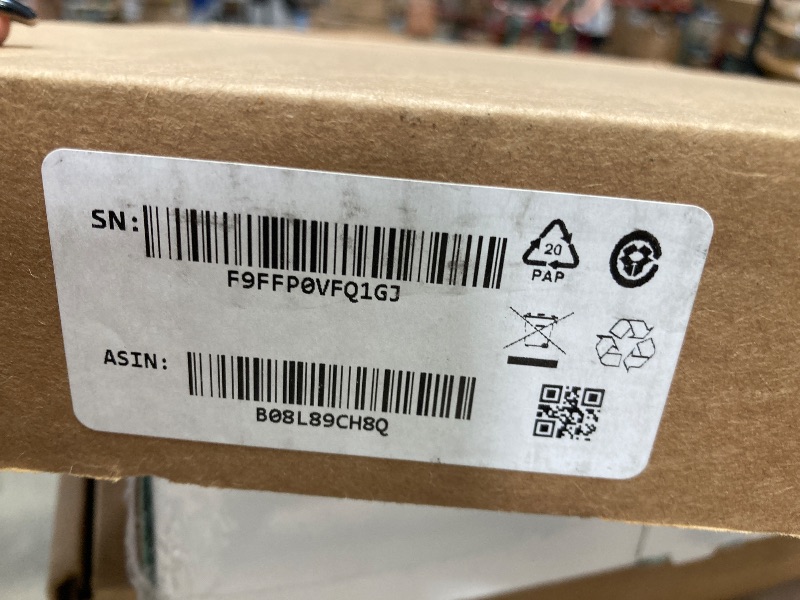 SN:
F9FFP0VFQ1GJ
20
PAP
ASIN:
B08L89CH8Q